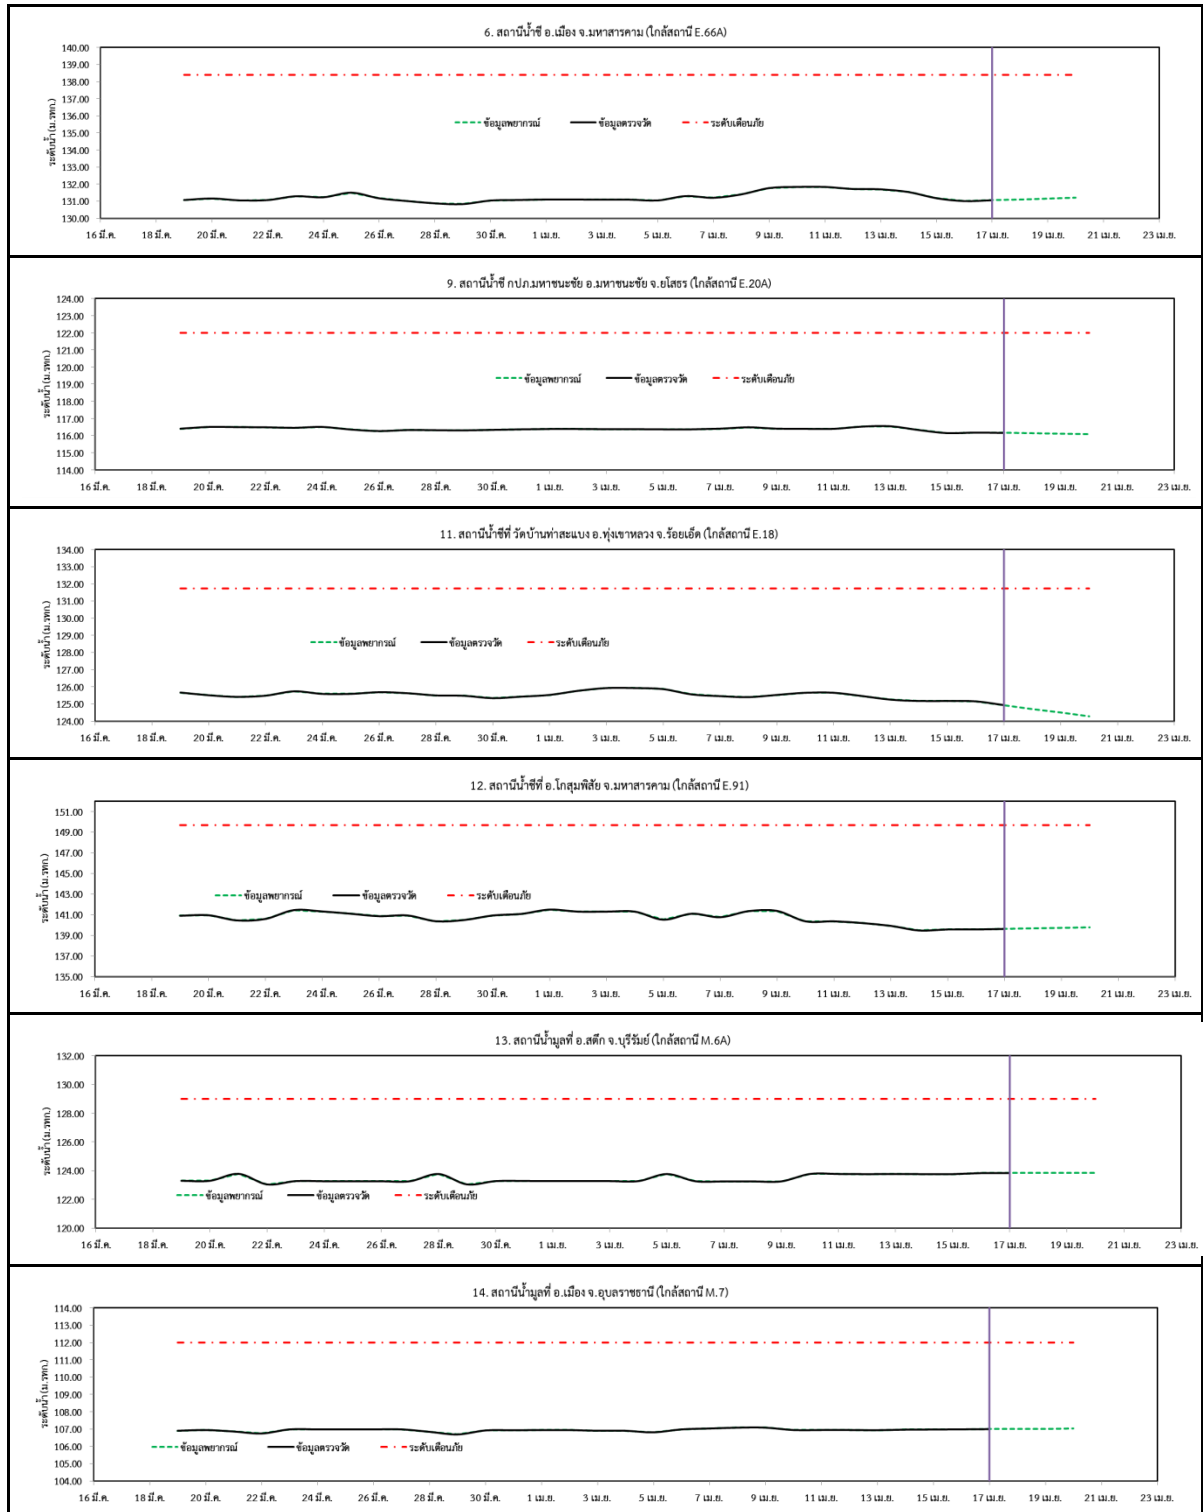 6. สถานีน้ำชี อ.เมือง จ.มหาสารคาม (ใกล้สถานี E.66A)
ระดับน้ำ (ม.รทก.)
140.00
139.00
138.00
137.00
136.00
135.00
134.00
133.00
132.00
131.00
130.00
ข้อมูลพยากรณ์ ข้อมูลตรวจวัด ระดับเตือนภัย
16 มี.ค. 18 มี.ค. 20 มี.ค. 22 มี.ค. 24 มี.ค. 26 มี.ค. 28 มี.ค. 30 มี.ค. 1 เม.ย. 3 เม.ย. 5 เม.ย. 7 เม.ย. 9 เม.ย. 11 เม.ย. 13 เม.ย. 15 เม.ย. 17 เม.ย. 19 เม.ย. 21 เม.ย. 23 เม.ย.
9. สถานีน้ำชี กปภ.มหาชนะชัย อ.มหาชนะชัย จ.ยโสธร (ใกล้สถานี E.20A)
ระดับน้ำ (ม.รทก.)
124.00
123.00
122.00
121.00
120.00
119.00
118.00
117.00
116.00
115.00
114.00
ข้อมูลพยากรณ์ ข้อมูลตรวจวัด ระดับเตือนภัย
16 มี.ค. 18 มี.ค. 20 มี.ค. 22 มี.ค. 24 มี.ค. 26 มี.ค. 28 มี.ค. 30 มี.ค. 1 เม.ย. 3 เม.ย. 5 เม.ย. 7 เม.ย. 9 เม.ย. 11 เม.ย. 13 เม.ย. 15 เม.ย. 17 เม.ย. 19 เม.ย. 21 เม.ย. 23 เม.ย.
11. สถานีน้ำชีที่ วัดบ้านท่าสะแบง อ.ทุ่งเขาหลวง จ.ร้อยเอ็ด (ใกล้สถานี E.18)
ระดับน้ำ (ม.รทก.)
134.00
133.00
132.00
131.00
130.00
129.00
128.00
127.00
126.00
125.00
124.00
ข้อมูลพยากรณ์ ข้อมูลตรวจวัด ระดับเตือนภัย
16 มี.ค. 18 มี.ค. 20 มี.ค. 22 มี.ค. 24 มี.ค. 26 มี.ค. 28 มี.ค. 30 มี.ค. 1 เม.ย. 3 เม.ย. 5 เม.ย. 7 เม.ย. 9 เม.ย. 11 เม.ย. 13 เม.ย. 15 เม.ย. 17 เม.ย. 19 เม.ย. 21 เม.ย. 23 เม.ย.
12. สถานีน้ำชีที่ อ.โกสุมพิสัย จ.มหาสารคาม (ใกล้สถานี E.91)
ระดับน้ำ (ม.รทก.)
151.00
149.00
147.00
145.00
143.00
141.00
139.00
137.00
135.00
ข้อมูลพยากรณ์ ข้อมูลตรวจวัด ระดับเตือนภัย
16 มี.ค. 18 มี.ค. 20 มี.ค. 22 มี.ค. 24 มี.ค. 26 มี.ค. 28 มี.ค. 30 มี.ค. 1 เม.ย. 3 เม.ย. 5 เม.ย. 7 เม.ย. 9 เม.ย. 11 เม.ย. 13 เม.ย. 15 เม.ย. 17 เม.ย. 19 เม.ย. 21 เม.ย. 23 เม.ย.
13. สถานีน้ำมูลที่ อ.สตึก จ.บุรีรัมย์ (ใกล้สถานี M.6A)
ระดับน้ำ (ม.รทก.)
132.00
130.00
128.00
126.00
124.00
122.00
120.00
ข้อมูลพยากรณ์ ข้อมูลตรวจวัด ระดับเตือนภัย
16 มี.ค. 18 มี.ค. 20 มี.ค. 22 มี.ค. 24 มี.ค. 26 มี.ค. 28 มี.ค. 30 มี.ค. 1 เม.ย. 3 เม.ย. 5 เม.ย. 7 เม.ย. 9 เม.ย. 11 เม.ย. 13 เม.ย. 15 เม.ย. 17 เม.ย. 19 เม.ย. 21 เม.ย. 23 เม.ย.
14. สถานีน้ำมูลที่ อ.เมือง จ.อุบลราชธานี (ใกล้สถานี M.7)
ระดับน้ำ (ม.รทก.)
114.00
113.00
112.00
111.00
110.00
109.00
108.00
107.00
106.00
105.00
104.00
ข้อมูลพยากรณ์ ข้อมูลตรวจวัด ระดับเตือนภัย
16 มี.ค. 18 มี.ค. 20 มี.ค. 22 มี.ค. 24 มี.ค. 26 มี.ค. 28 มี.ค. 30 มี.ค. 1 เม.ย. 3 เม.ย. 5 เม.ย. 7 เม.ย. 9 เม.ย. 11 เม.ย. 13 เม.ย. 15 เม.ย. 17 เม.ย. 19 เม.ย. 21 เม.ย. 23 เม.ย.